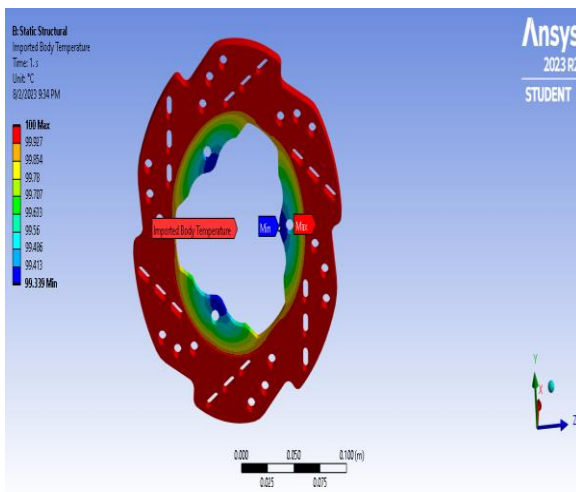 B: Static Structural
Imported Body Temperature
Time: 1. s
Unit: °C
8/2/2023 9:34 PM
100 Max
99.927
99.854
99.78
99.707
99.633
99.56
99.486
99.413
99.339 Min
Ansys
2023 R2
STUDENT
Imported Body Temperature
Min
Max
Y
X
Z
0.000
0.050
0.100 (m)
0.025
0.075